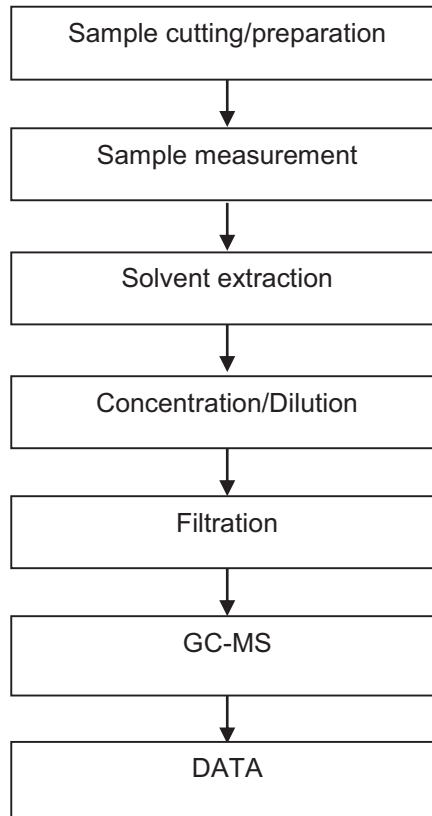 Sample cutting/preparation
Sample measurement
Solvent extraction
Concentration/Dilution
Filtration
GC-MS
DATA